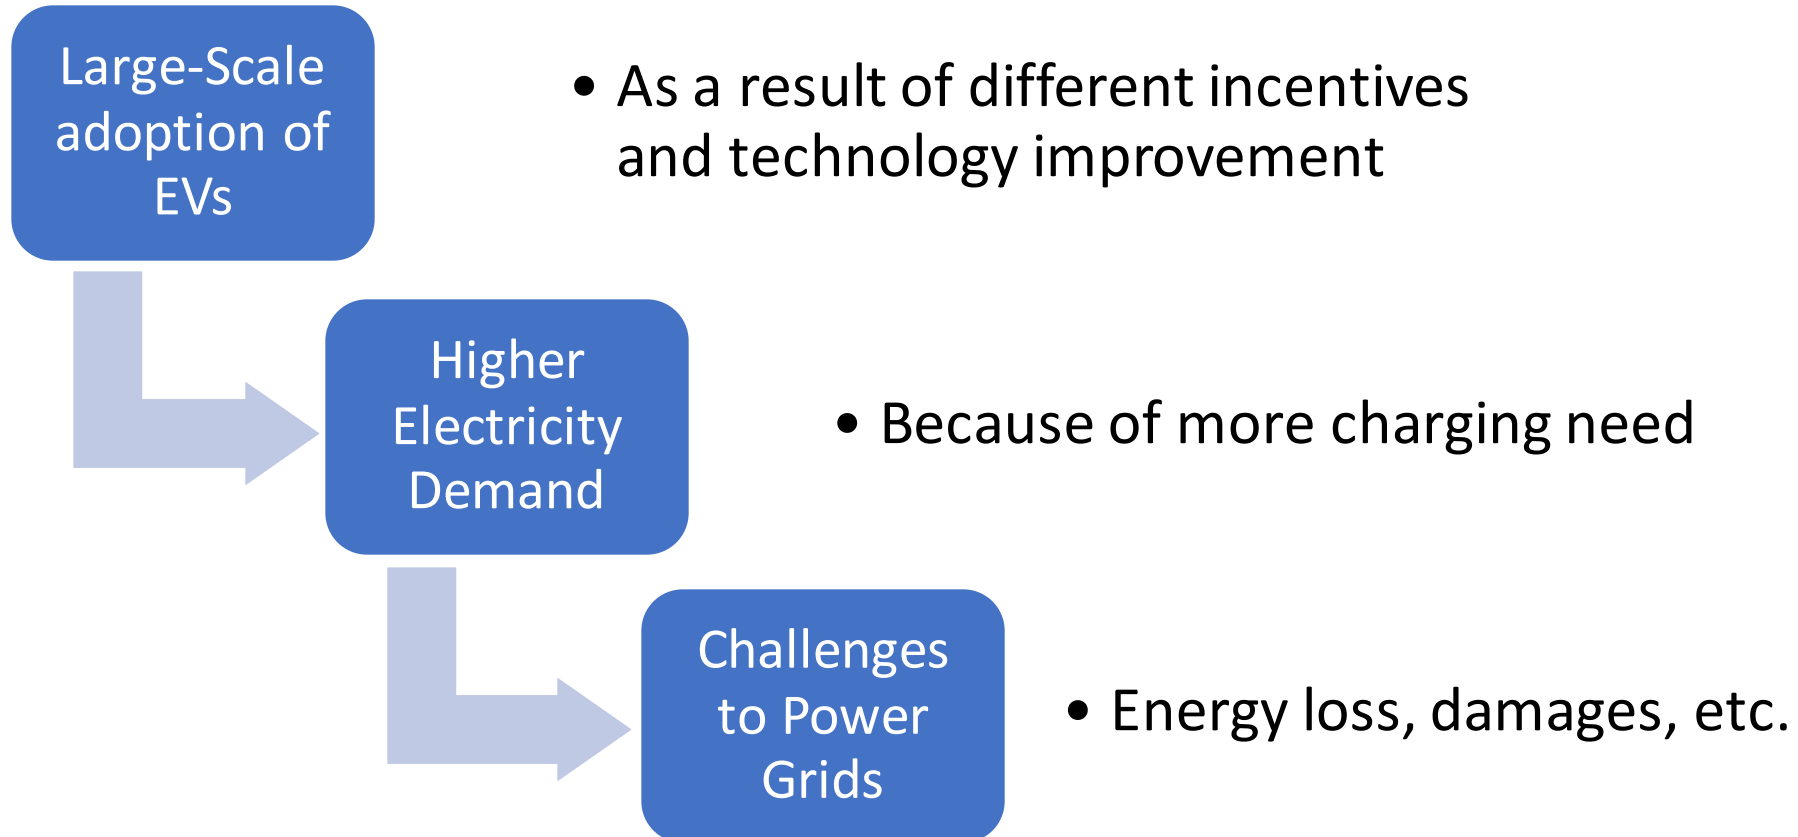 Large-Scale
adoption of
EVs
• As a result of different incentives
and technology improvement
Higher
Electricity
Demand
• Because of more charging need
Challenges
to Power
Grids
• Energy loss, damages, etc.